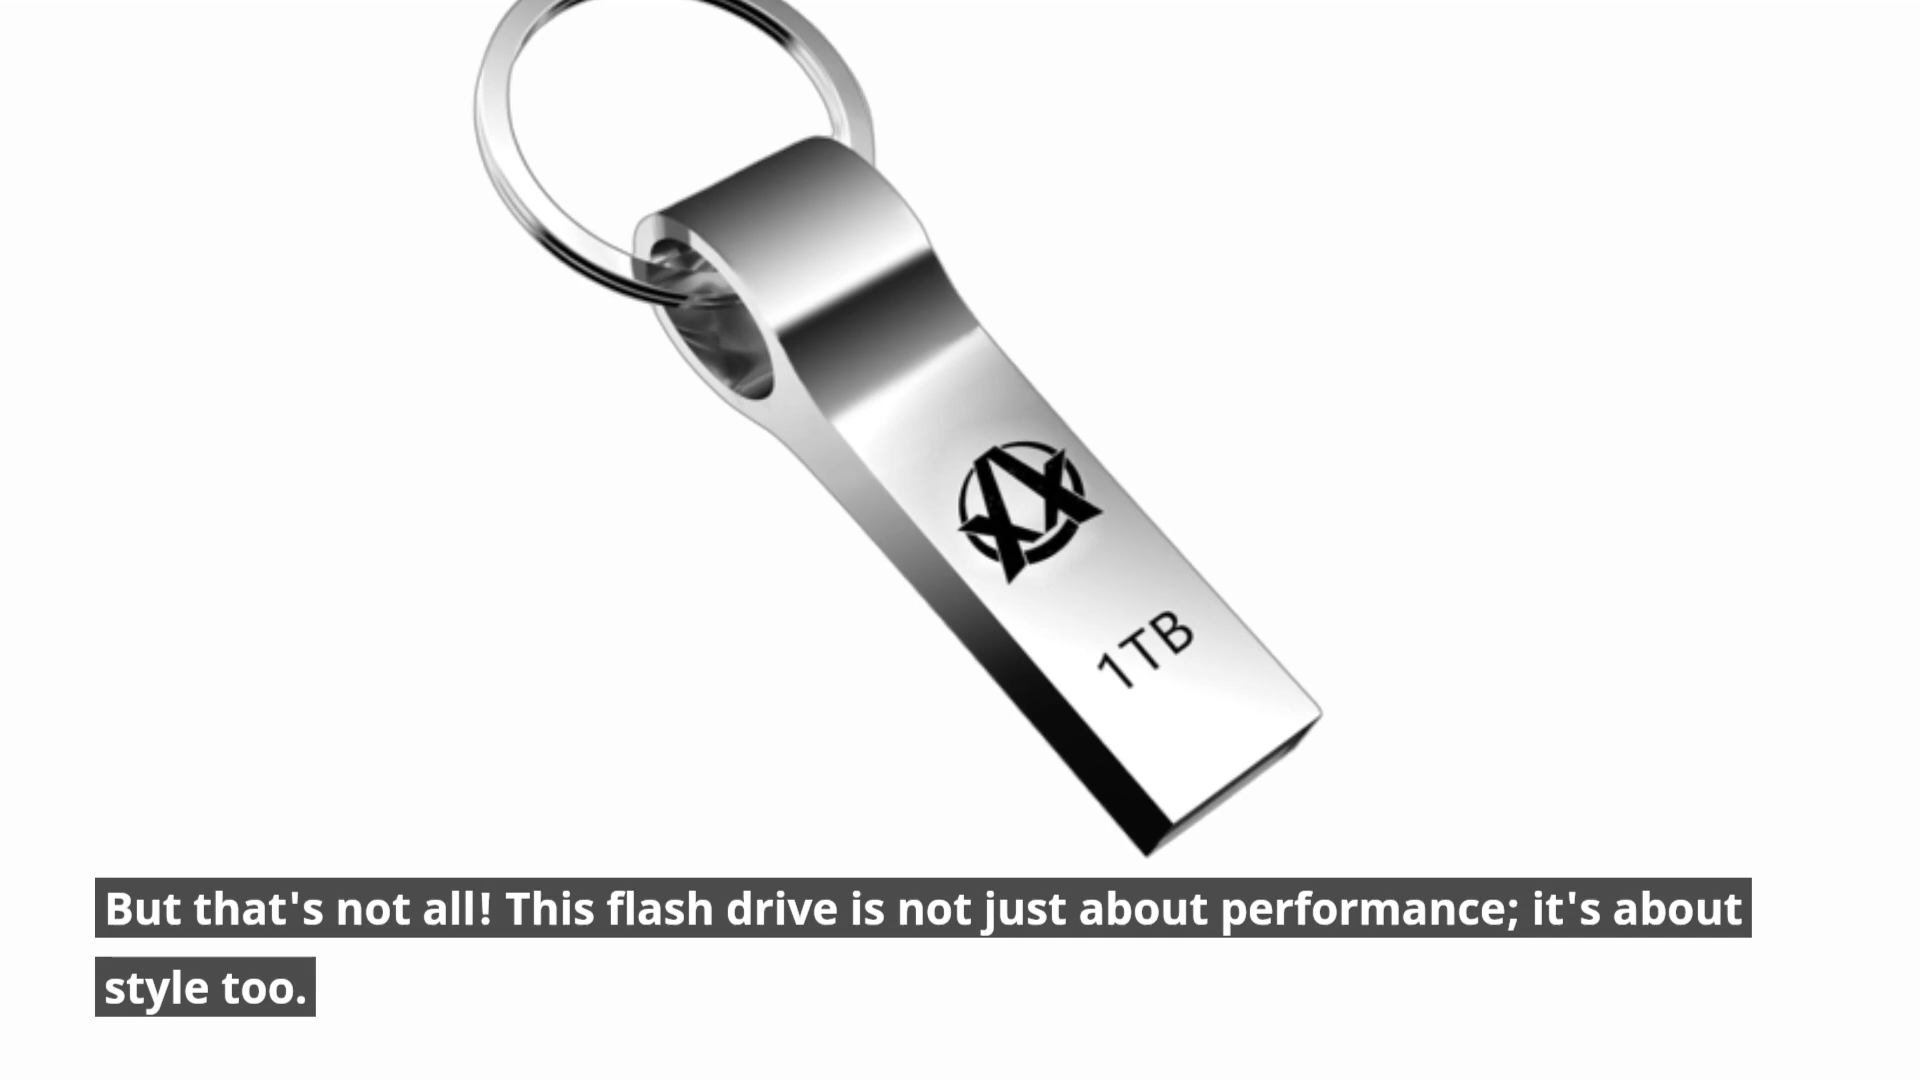 1TB
But that's not all! This flash drive is not just about performance; it's about
style too.